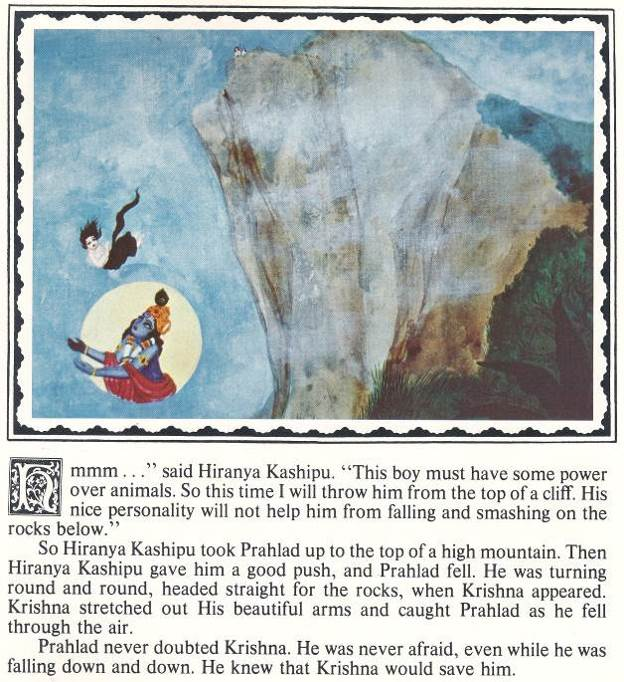 Hmmm . . .” said Hiranya Kashipu. “This boy must have some power
over animals. So this time I will throw him from the top of a cliff. His
nice personality will not help him from falling and smashing on the
rocks below.”
So Hiranya Kashipu took Prahlad up to the top of a high mountain. Then
Hiranya Kashipu gave him a good push, and Prahlad fell. He was turning
round and round, headed straight for the rocks, when Krishna appeared.
Krishna stretched out His beautiful arms and caught Prahlad as he fell
through the air.
Prahlad never doubted Krishna. He was never afraid, even while he was
falling down and down. He knew that Krishna would save him.